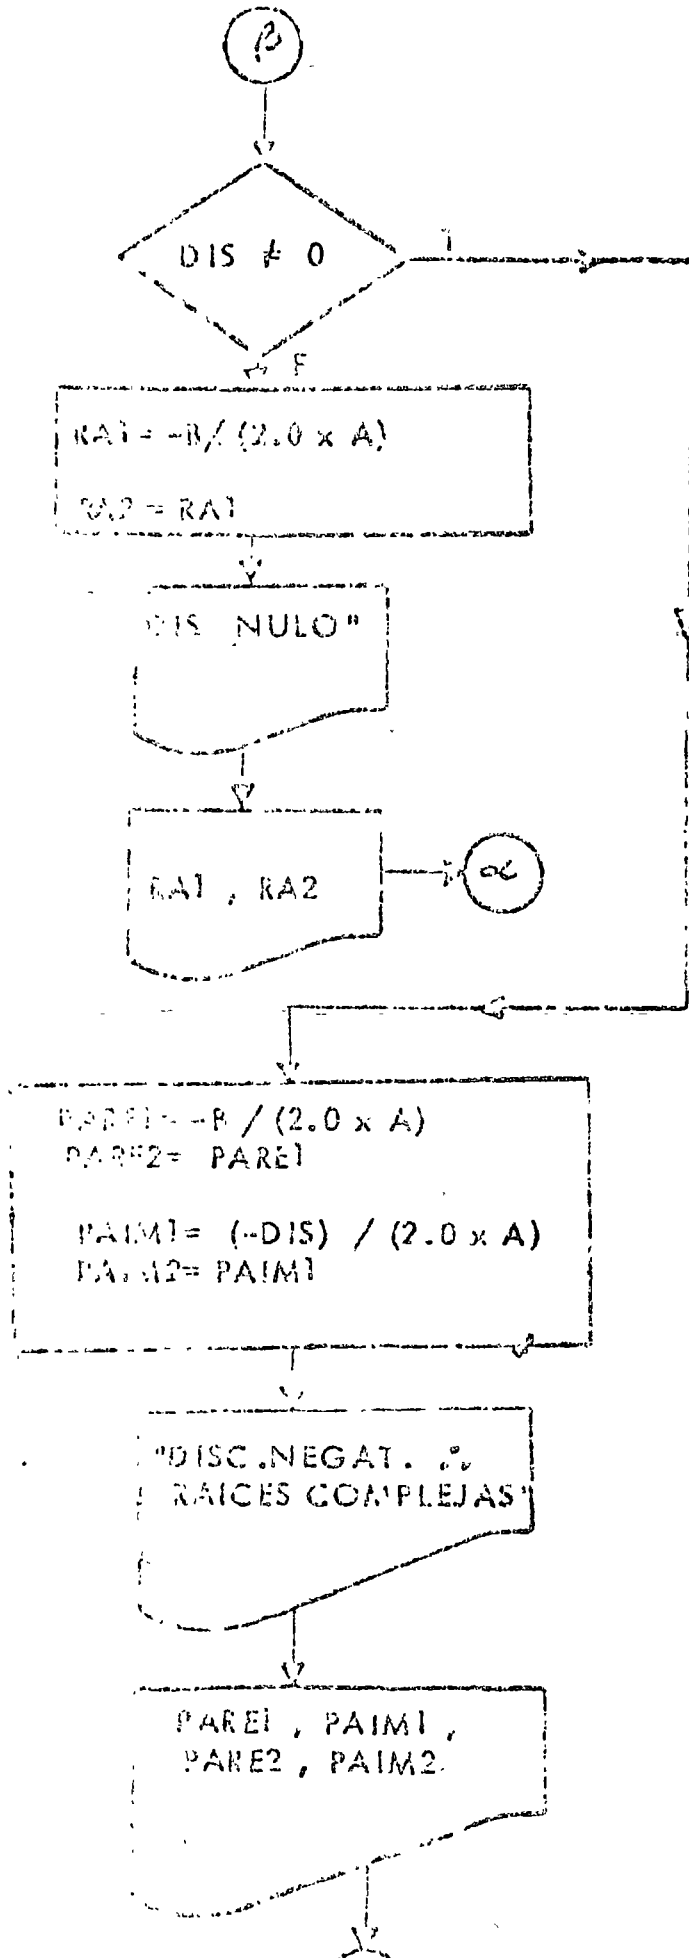 β
DIS ≠ 0
T
F
RA1 = -B/ (2.0 x A)
RA2 = RA1
DIS NULO"
RA1 , RA2
α
PARE1= -B / (2.0 x A)
PARE2= PARE1
PAIM1= (-DIS) / (2.0 x A)
PAIM2= PAIM1
"DISC.NEGAT. ∴
RAICES COMPLEJAS"
PARE1 , PAIM1 ,
PARE2 , PAIM2